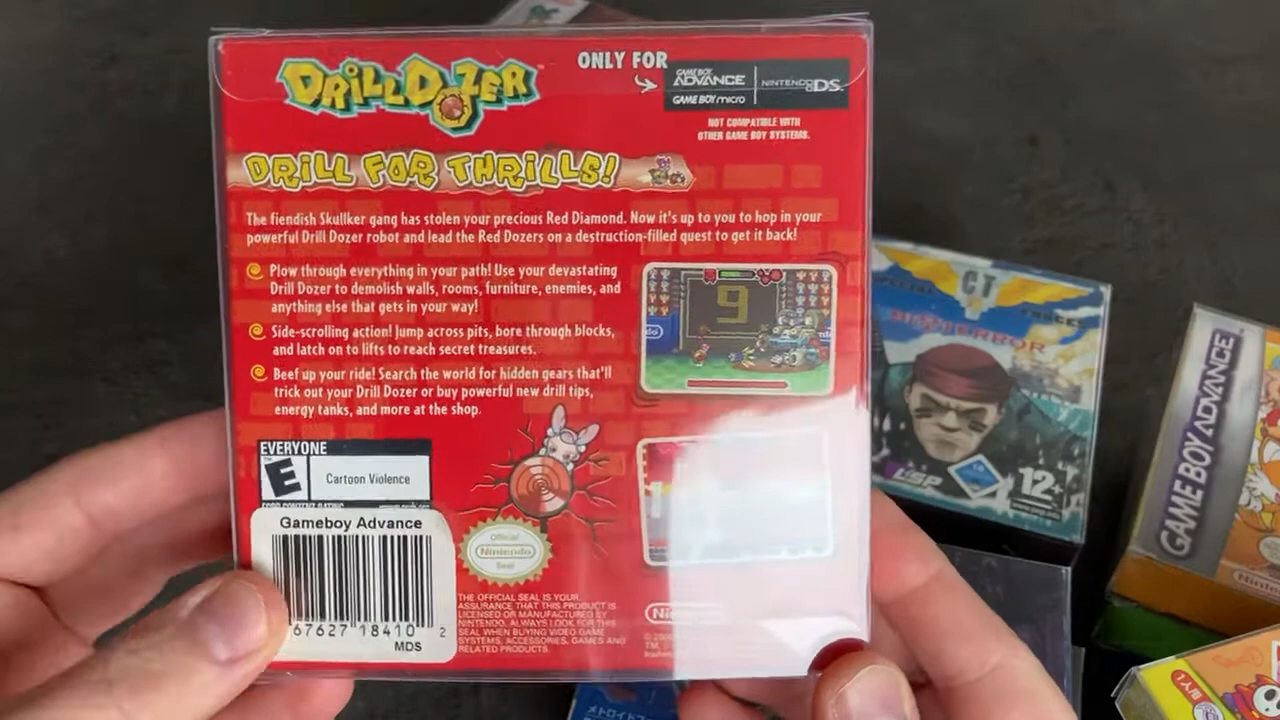 DRILL DOZER
ONLY FOR
GAME BOY ADVANCE
GAME BOY micro
NINTENDO DS
NOT COMPATIBLE WITH
OTHER GAME BOY SYSTEMS.
DRILL FOR THRILLS!
The fiendish Skullker gang has stolen your precious Red Diamond. Now it's up to you to hop in your
powerful Drill Dozer robot and lead the Red Dozers on a destruction-filled quest to get it back!
Plow through everything in your path! Use your devastating
Drill Dozer to demolish walls, rooms, furniture, enemies, and
anything else that gets in your way!
Side-scrolling action! Jump across pits, bore through blocks,
and latch on to lifts to reach secret treasures.
Beef up your ride! Search the world for hidden gears that'll
trick out your Drill Dozer or buy powerful new drill tips,
energy tanks, and more at the shop.
9
EVERYONE
E
Cartoon Violence
Gameboy Advance
67627 18410 2
MDS
Official
Nintendo
Seal
THE OFFICIAL SEAL IS YOUR
ASSURANCE THAT THIS PRODUCT IS
LICENSED OR MANUFACTURED BY
NINTENDO. ALWAYS LOOK FOR THIS
SEAL WHEN BUYING VIDEO GAME
SYSTEMS, ACCESSORIES, GAMES AND
RELATED PRODUCTS.
CT
SPECIAL FORCES
LSP
12+
GAME BOY ADVANCE
メトロイド